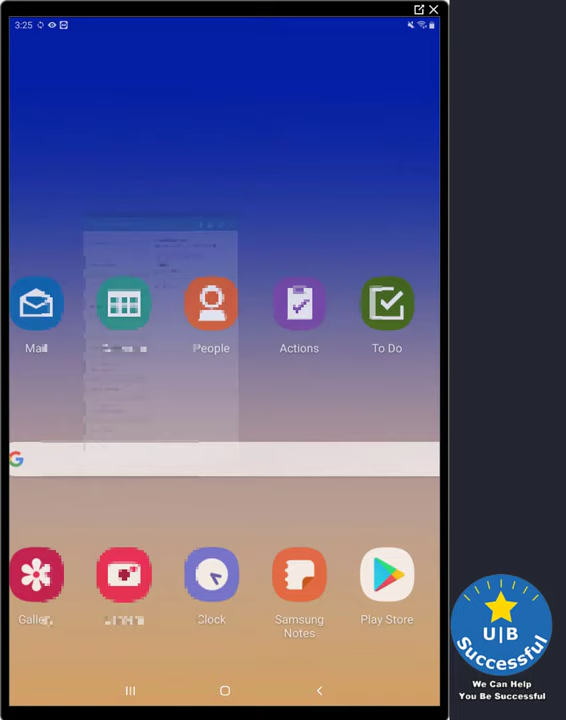 3:25
Mail
People
Actions
To Do
G
Clock
Samsung
Notes
Play Store
U|B
Successful
We Can Help
You Be Successful